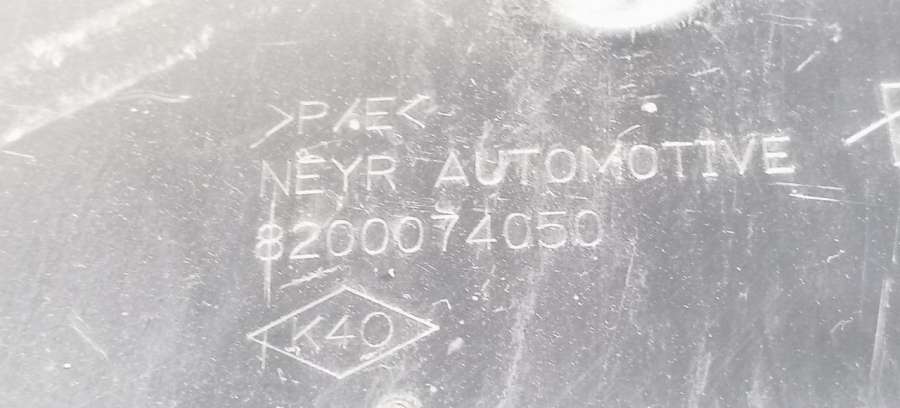 >P/E<
NEYR AUTOMOTIVE
8200074050
K40